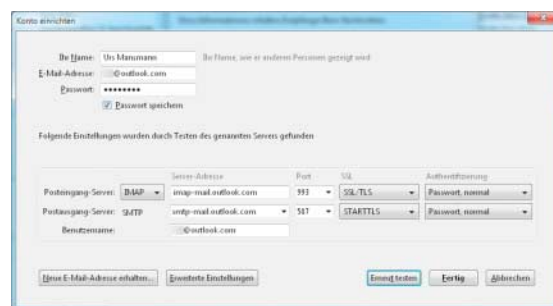 Konto einrichten
Ihr Name: Urs Manumann Ihr Name, wie er anderen Personen gezeigt wird
E-Mail-Adresse: @outlook.com
Passwort: ••••••••
Passwort speichern
Folgende Einstellungen wurden durch Testen des genannten Servers gefunden
Server-Adresse Port SSL Authentifizierung
Posteingang-Server: IMAP imap-mail.outlook.com 993 SSL/TLS Passwort, normal
Postausgang-Server: SMTP smtp-mail.outlook.com 587 STARTTLS Passwort, normal
Benutzername: @outlook.com
Neue E-Mail-Adresse erhalten... Erweiterte Einstellungen Erneut testen Fertig Abbrechen